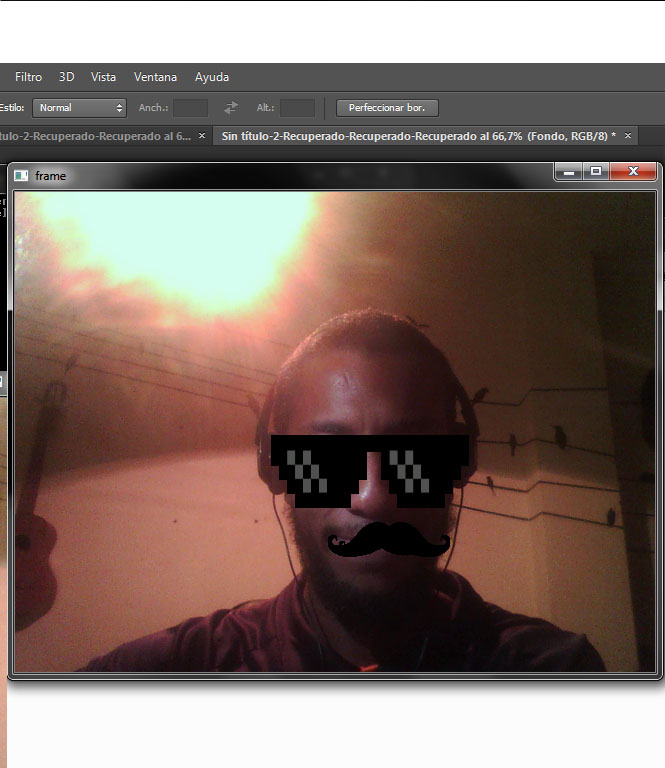 Filtro 3D Vista Ventana Ayuda
Estilo: Normal Anch.: Alt.: Perfeccionar bor.
tulo-2-Recuperado-Recuperado al 6... × Sin título-2-Recuperado-Recuperado-Recuperado al 66,7% (Fondo, RGB/8) * ×
frame